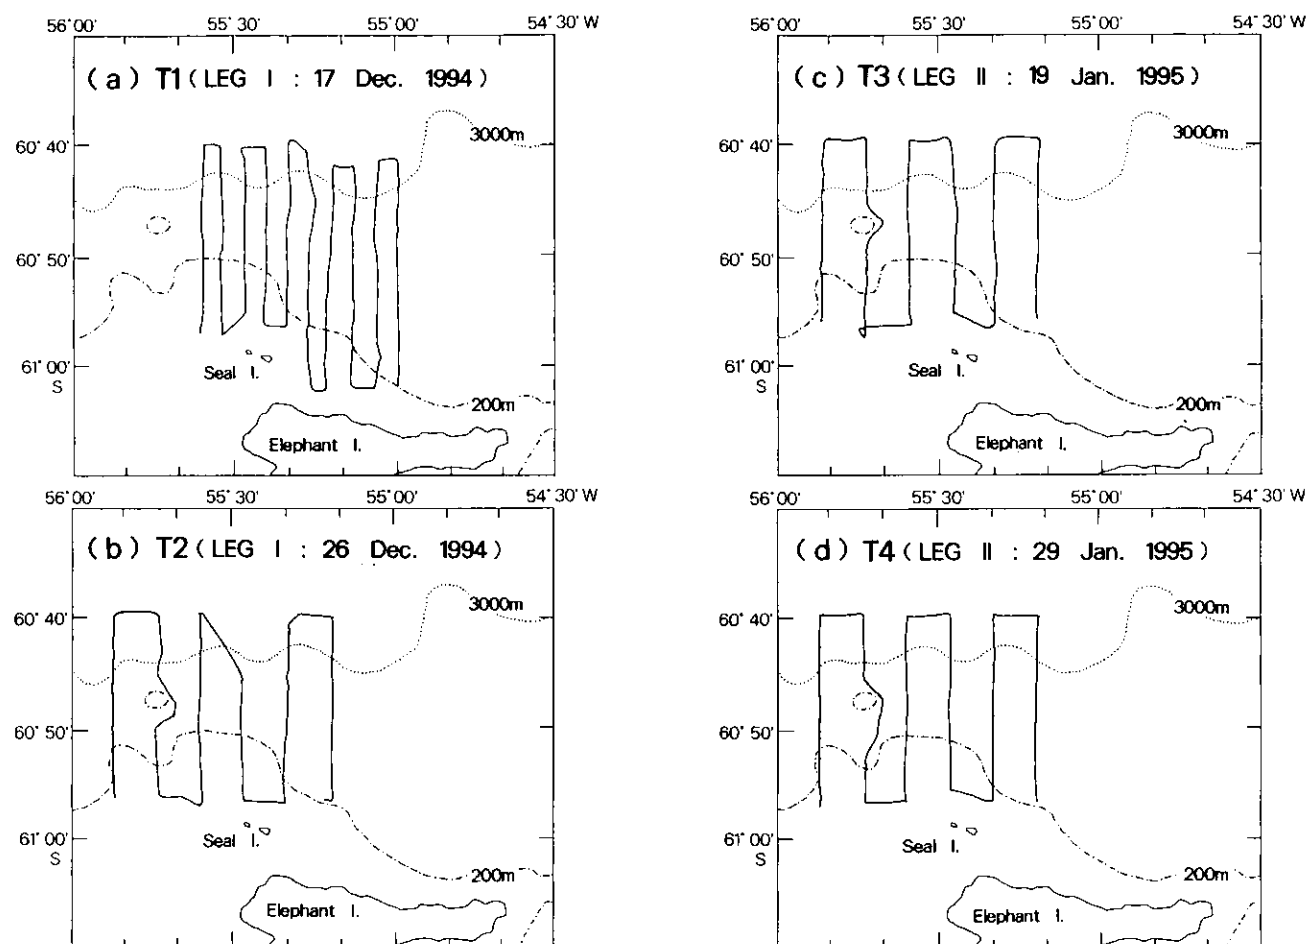 56° 00' 55° 30' 55° 00' 54° 30' W
(a) T1 (LEG I : 17 Dec. 1994)
3000m
60° 40'
60° 50'
61° 00'
S
Seal I.
200m
Elephant I.
56° 00' 55° 30' 55° 00' 54° 30' W
(b) T2 (LEG I : 26 Dec. 1994)
3000m
60° 40'
60° 50'
61° 00'
S
Seal I.
200m
Elephant I.
56° 00' 55° 30' 55° 00' 54° 30' W
(c) T3 (LEG II : 19 Jan. 1995)
3000m
60° 40'
60° 50'
61° 00'
S
Seal I.
200m
Elephant I.
56° 00' 55° 30' 55° 00' 54° 30' W
(d) T4 (LEG II : 29 Jan. 1995)
3000m
60° 40'
60° 50'
61° 00'
S
Seal I.
200m
Elephant I.